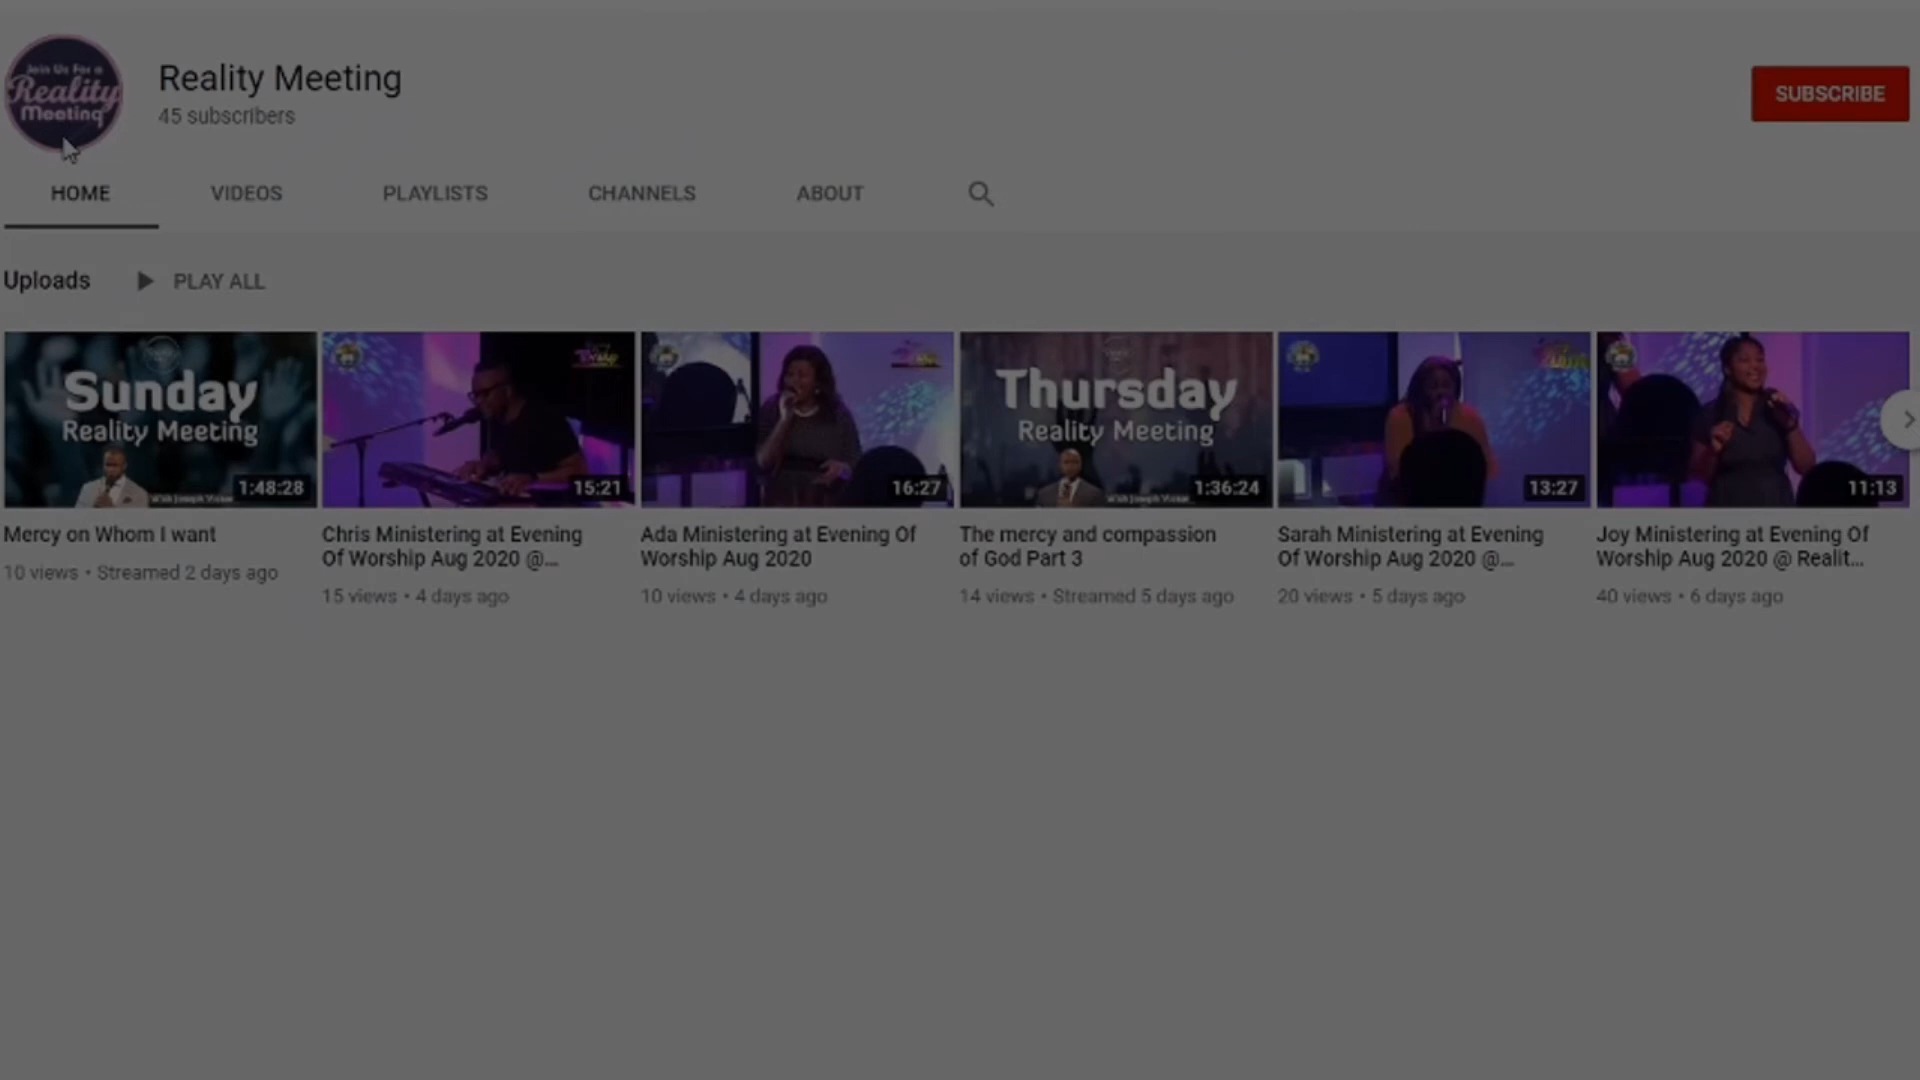 Join Us For a
Reality
Meeting
Reality Meeting
45 subscribers
SUBSCRIBE
HOME
VIDEOS
PLAYLISTS
CHANNELS
ABOUT
Uploads
PLAY ALL
Sunday
Reality Meeting
1:48:28
15:21
16:27
Thursday
Reality Meeting
1:36:24
13:27
11:13
Mercy on Whom I want
10 views • Streamed 2 days ago
Chris Ministering at Evening
Of Worship Aug 2020 @...
15 views • 4 days ago
Ada Ministering at Evening Of
Worship Aug 2020
10 views • 4 days ago
The mercy and compassion
of God Part 3
14 views • Streamed 5 days ago
Sarah Ministering at Evening
Of Worship Aug 2020 @...
20 views • 5 days ago
Joy Ministering at Evening Of
Worship Aug 2020 @ Realit...
40 views • 6 days ago